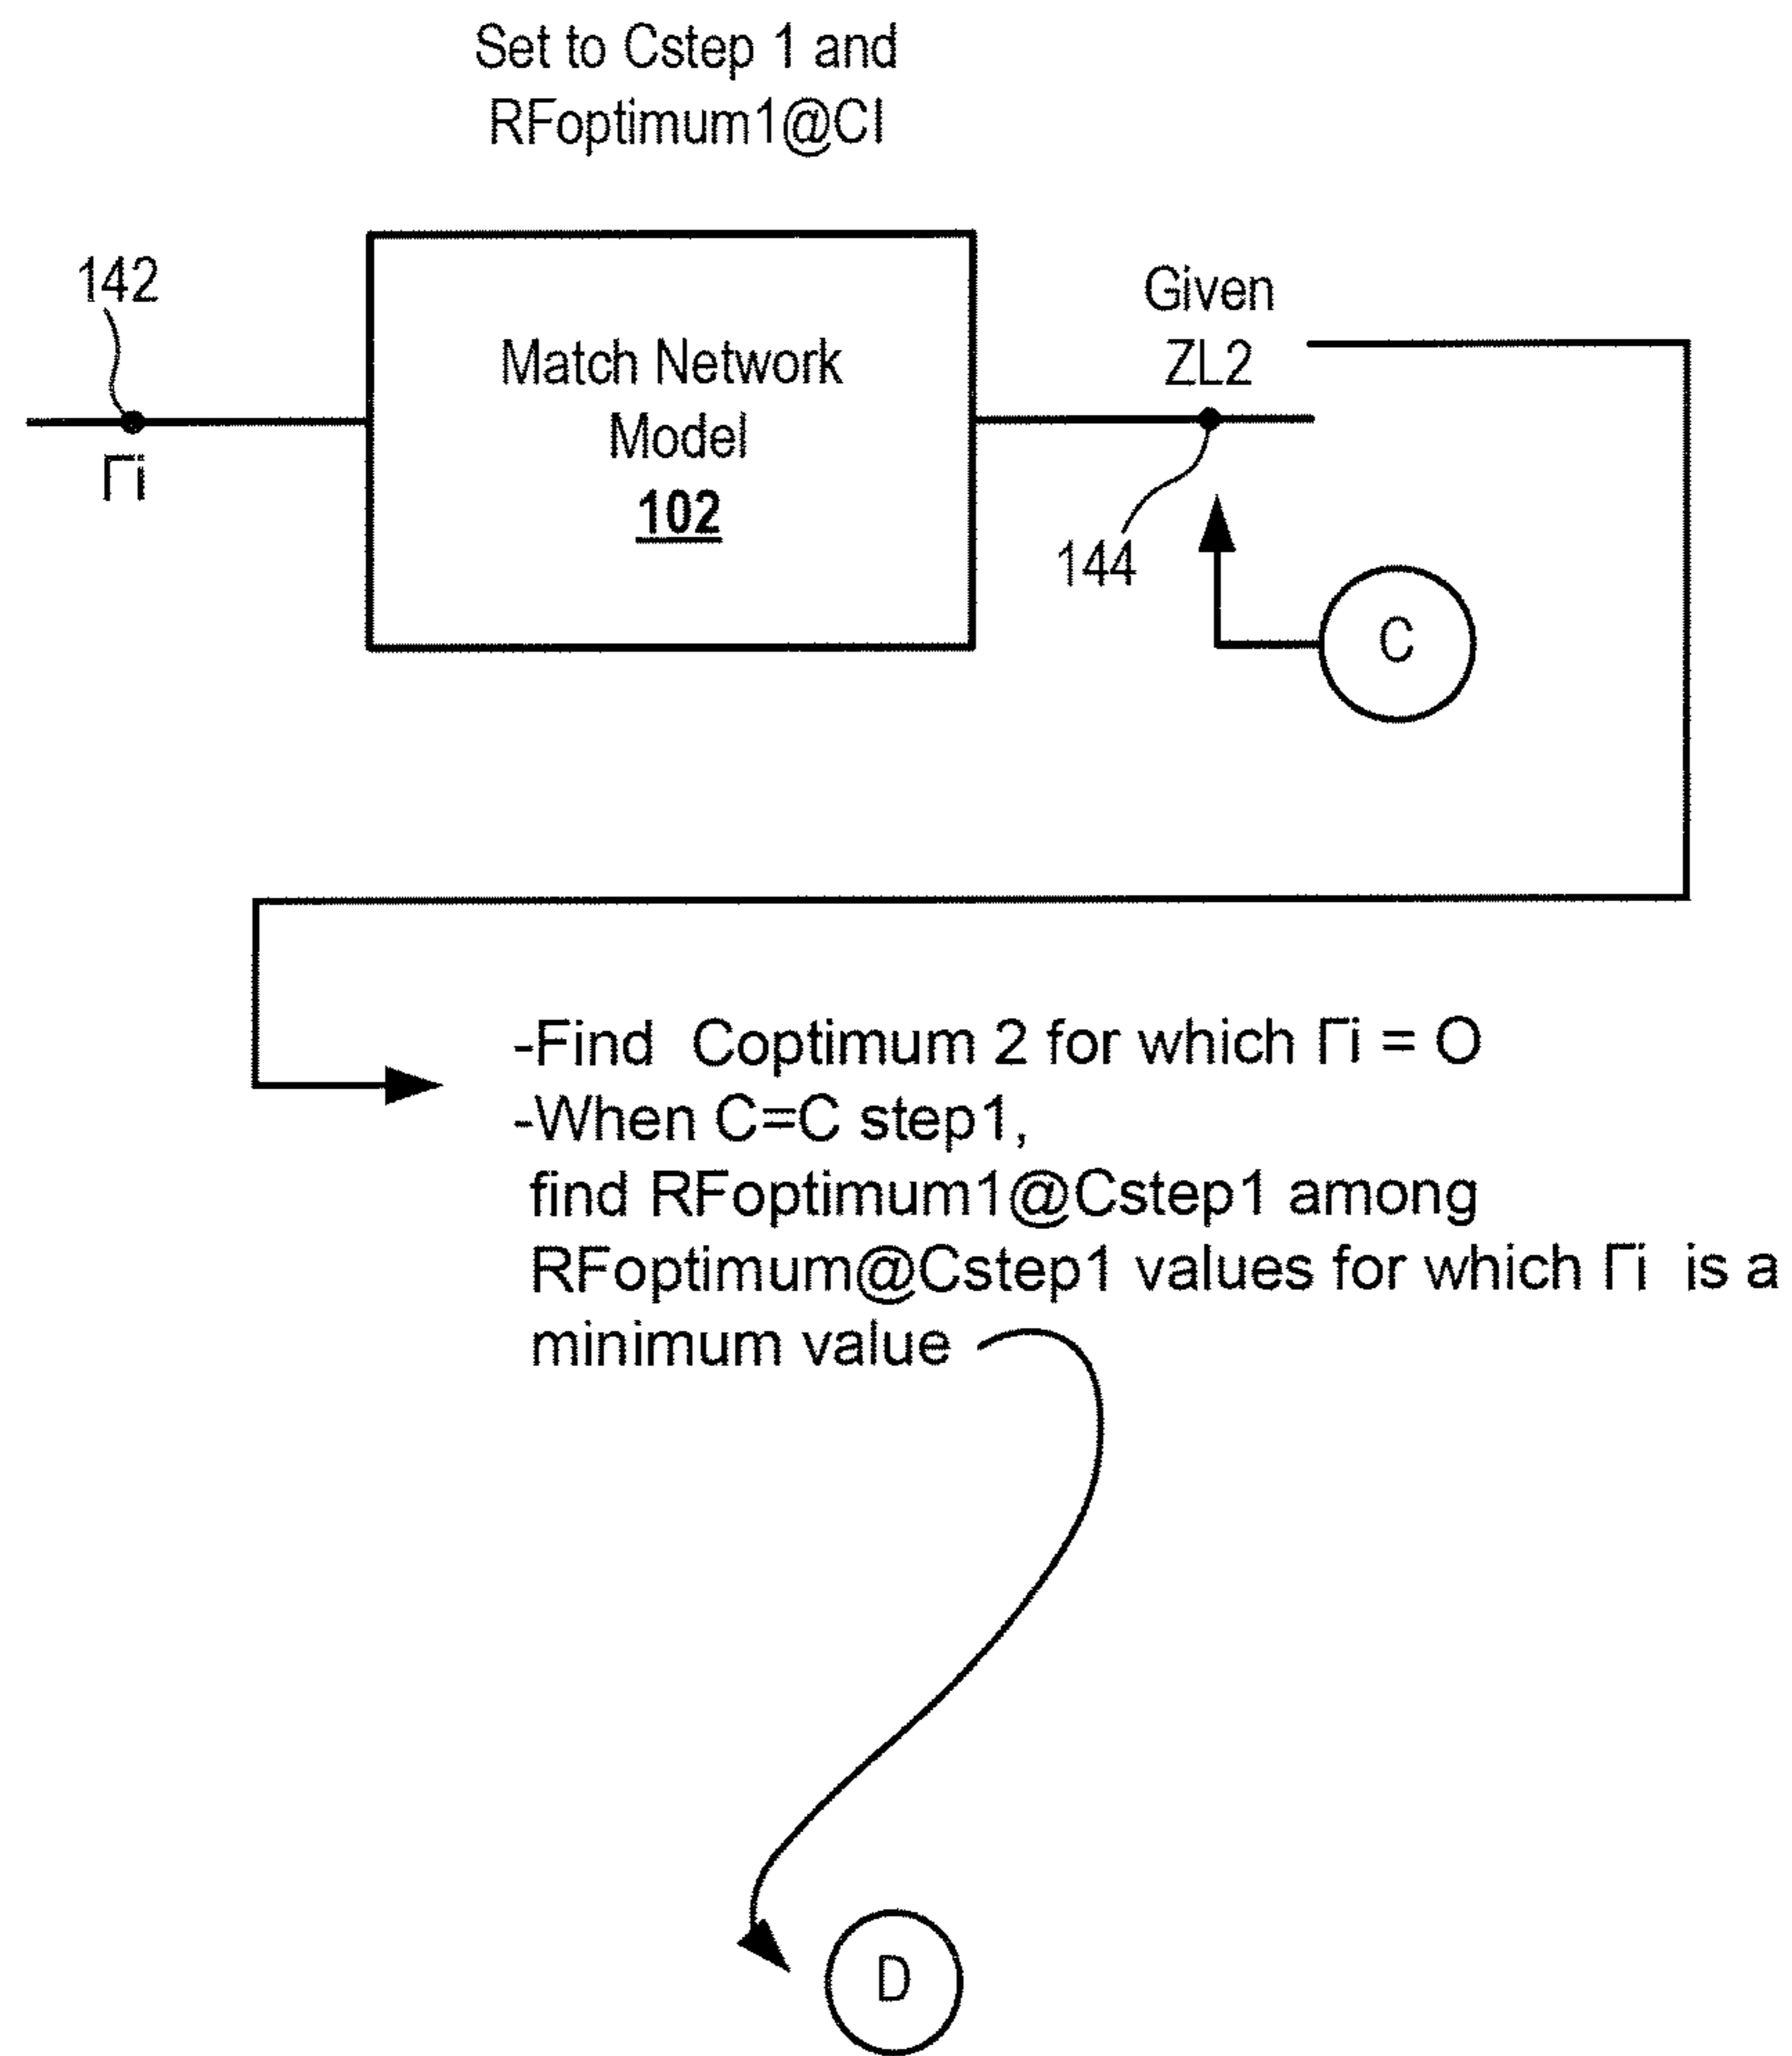 Set to Cstep 1 and
RFoptimum1@CI
142
Γi
Match Network
Model
102
Given
ZL2
144
C
-Find Coptimum 2 for which Γi = O
-When C=C step1,
find RFoptimum1@Cstep1 among
RFoptimum@Cstep1 values for which Γi is a
minimum value
D